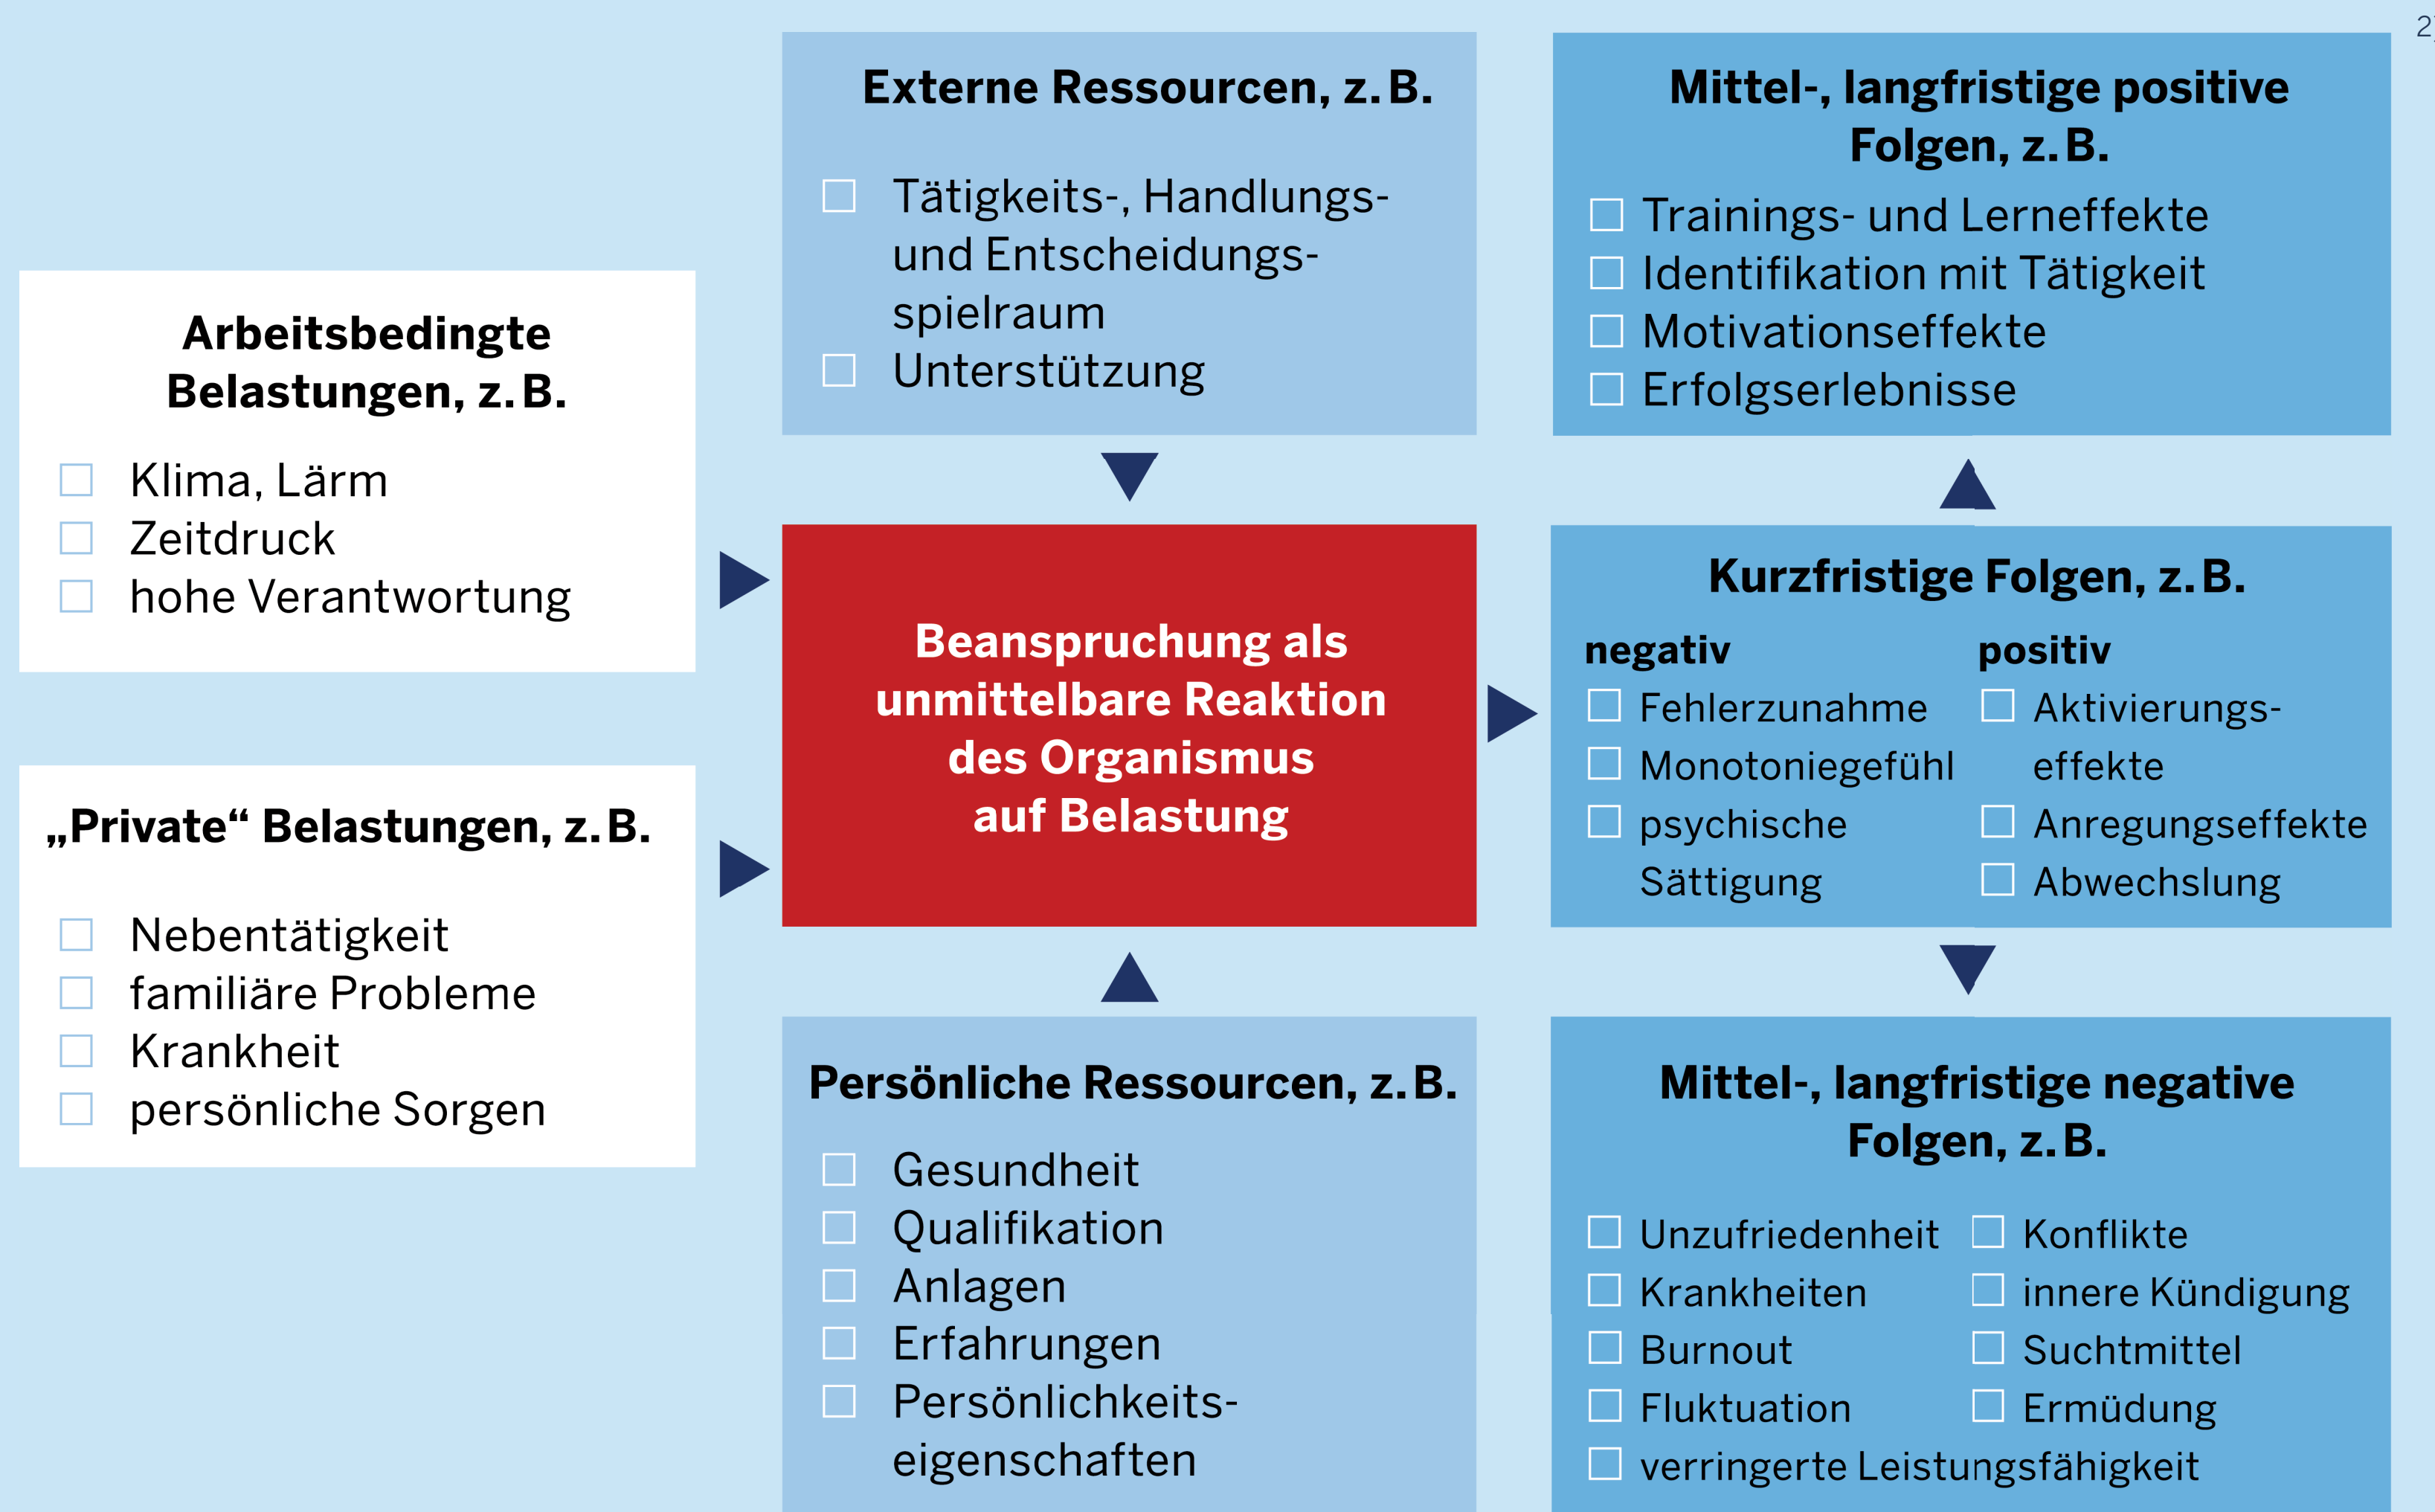 2)
Externe Ressourcen, z. B.
Tätigkeits-, Handlungs-
und Entscheidungs-
spielraum
Unterstützung
Mittel-, langfristige positive
Folgen, z. B.
Trainings- und Lerneffekte
Identifikation mit Tätigkeit
Motivationseffekte
Erfolgserlebnisse
Arbeitsbedingte
Belastungen, z. B.
Klima, Lärm
Zeitdruck
hohe Verantwortung
„Private“ Belastungen, z. B.
Nebentätigkeit
familiäre Probleme
Krankheit
persönliche Sorgen
Beanspruchung als
unmittelbare Reaktion
des Organismus
auf Belastung
Kurzfristige Folgen, z. B.
negativ
Fehlerzunahme
Monotoniegefühl
psychische
Sättigung
positiv
Aktivierungs-
effekte
Anregungseffekte
Abwechslung
Persönliche Ressourcen, z. B.
Gesundheit
Qualifikation
Anlagen
Erfahrungen
Persönlichkeits-
eigenschaften
Mittel-, langfristige negative
Folgen, z. B.
Unzufriedenheit
Krankheiten
Burnout
Fluktuation
Konflikte
innere Kündigung
Suchtmittel
Ermüdung
verringerte Leistungsfähigkeit